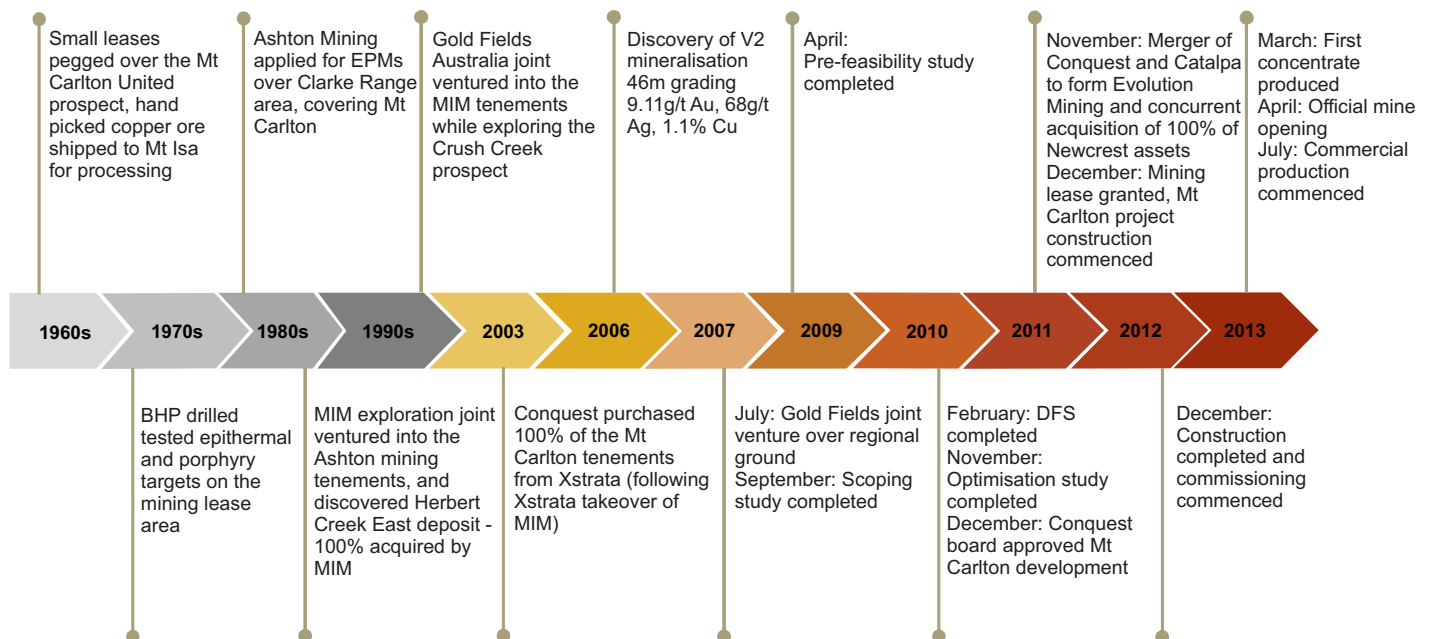 Small leases
pegged over the Mt
Carlton United
prospect, hand
picked copper ore
shipped to Mt Isa
for processing
Ashton Mining
applied for EPMs
over Clarke Range
area, covering Mt
Carlton
Gold Fields
Australia joint
ventured into the
MIM tenements
while exploring the
Crush Creek
prospect
Discovery of V2
mineralisation
46m grading
9.11g/t Au, 68g/t
Ag, 1.1% Cu
April:
Pre-feasibility study
completed
November: Merger of
Conquest and Catalpa
to form Evolution
Mining and concurrent
acquisition of 100% of
Newcrest assets
December: Mining
lease granted, Mt
Carlton project
construction
commenced
March: First
concentrate
produced
April: Official mine
opening
July: Commercial
production
commenced
1960s
1970s
1980s
1990s
2003
2006
2007
2009
2010
2011
2012
2013
BHP drilled
tested epithermal
and porphyry
targets on the
mining lease
area
MIM exploration joint
ventured into the
Ashton mining
tenements, and
discovered Herbert
Creek East deposit -
100% acquired by
MIM
Conquest purchased
100% of the Mt
Carlton tenements
from Xstrata (following
Xstrata takeover of
MIM)
July: Gold Fields joint
venture over regional
ground
September: Scoping
study completed
February: DFS
completed
November:
Optimisation study
completed
December: Conquest
board approved Mt
Carlton development
December:
Construction
completed and
commissioning
commenced